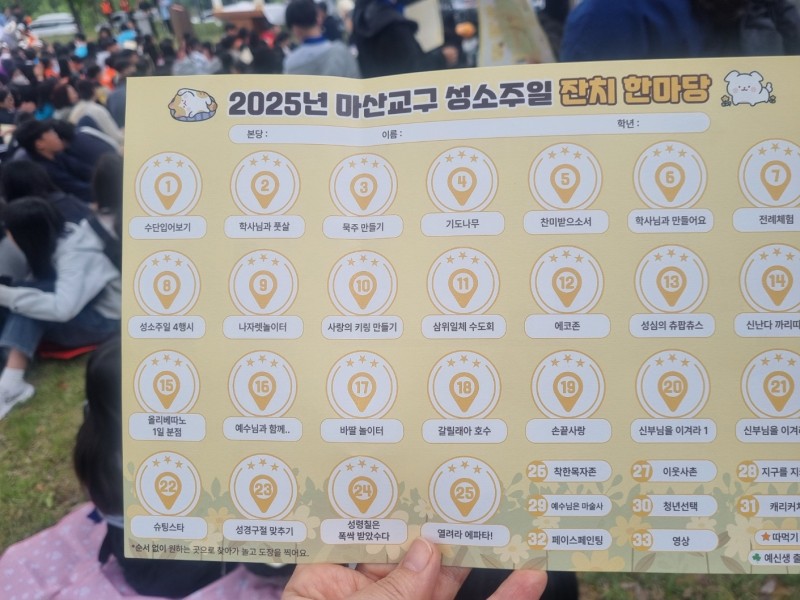 2025년 마산교구 성소주일 잔치 한마당
본당 : 이름 : 학년 :
1 2 3 4 5 6 7
수단입어보기 학사님과 풋살 묵주 만들기 기도나무 찬미받으소서 학사님과 만들어요 전례체험
8 9 10 11 12 13 14
성소주일 4행시 나자렛놀이터 사랑의 키링 만들기 삼위일체 수도회 에코존 성심의 츄팝츄스 신난다 까리따
15 16 17 18 19 20 21
올리베따노 1일 분점 예수님과 함께.. 바딸 놀이터 갈릴래아 호수 손끝사랑 신부님을 이겨라 1 신부님을 이겨
22 23 24 25
슈팅스타 성경구절 맞추기 성령칠은 폭싹 받았수다 열려라 에파타!
26 착한목자존 27 이웃사촌 28 지구를 지
29 예수님은 마술사 30 청년선택 31 캐리커처
32 페이스페인팅 33 영상 따먹기
예신생 출
*순서 없이 원하는 곳으로 찾아가 놀고 도장을 찍어요.